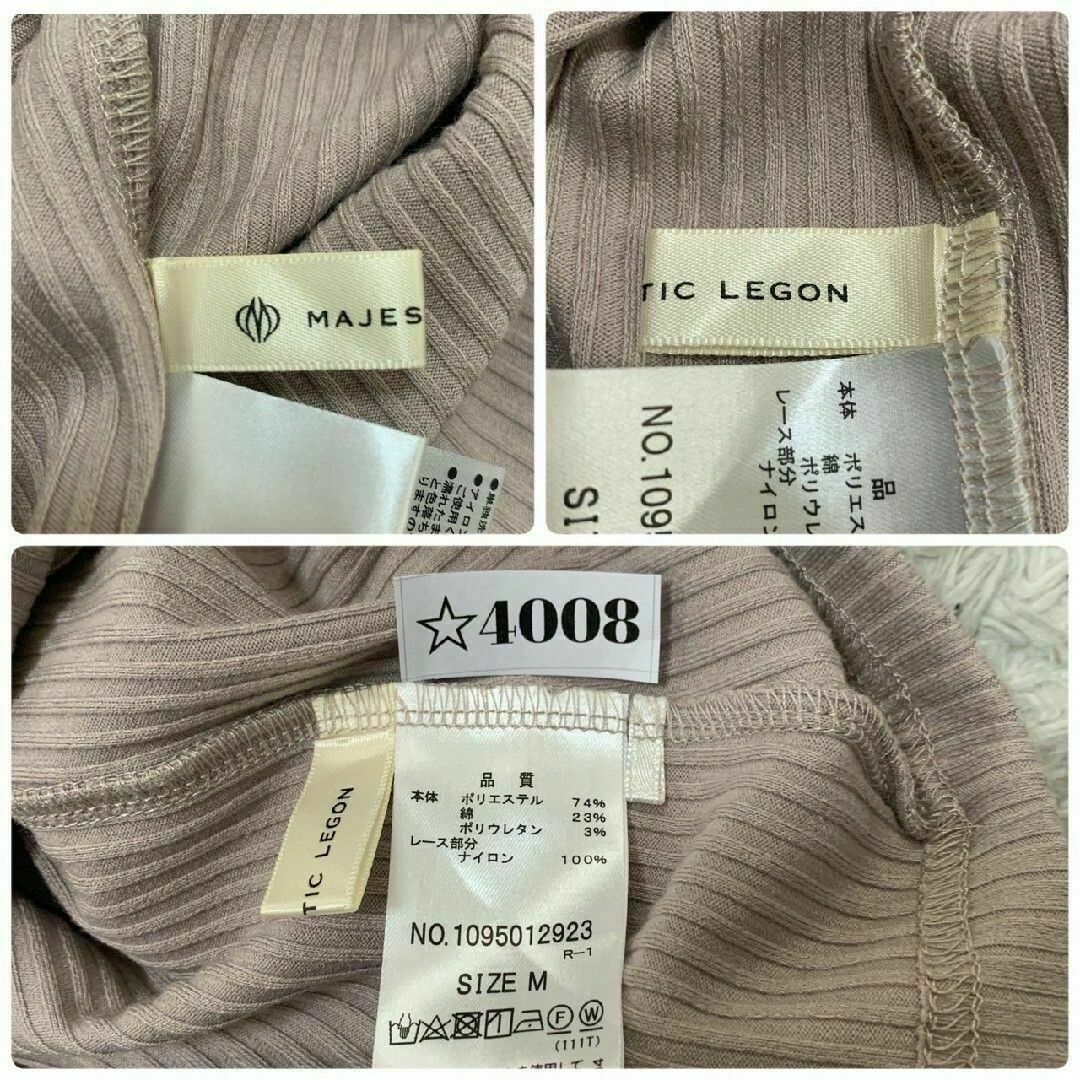 MAJES
TIC LEGON
品
本体 ポリエス
綿
ポリウレ
レース部分
ナイロン
NO.1095
☆4008
TIC LEGON
品 質
本体 ポリエステル 74%
綿 23%
ポリウレタン 3%
レース部分
ナイロン 100%
NO.1095012923
R-1
SIZE M
F W
(111T)